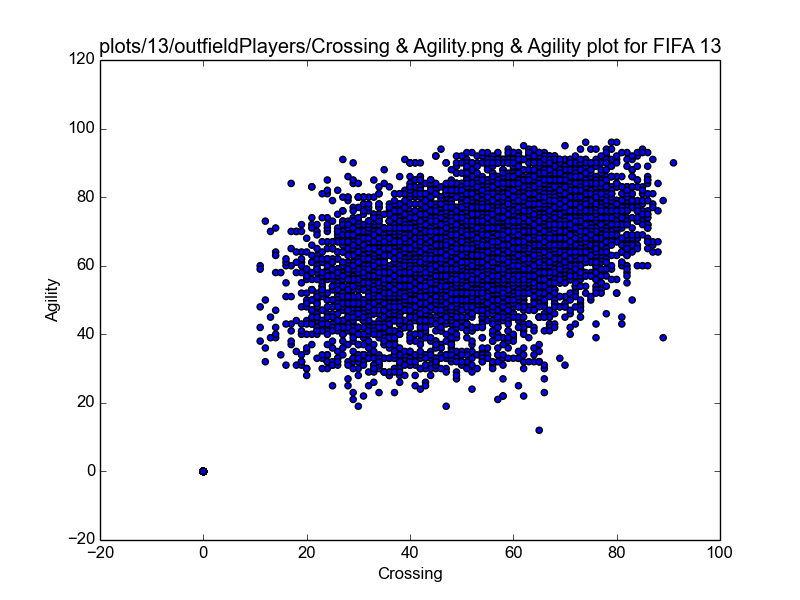 plots/13/outfieldPlayers/Crossing & Agility.png & Agility plot for FIFA 13
120
100
80
60
40
20
0
−20
Agility
−20 0 20 40 60 80 100
Crossing